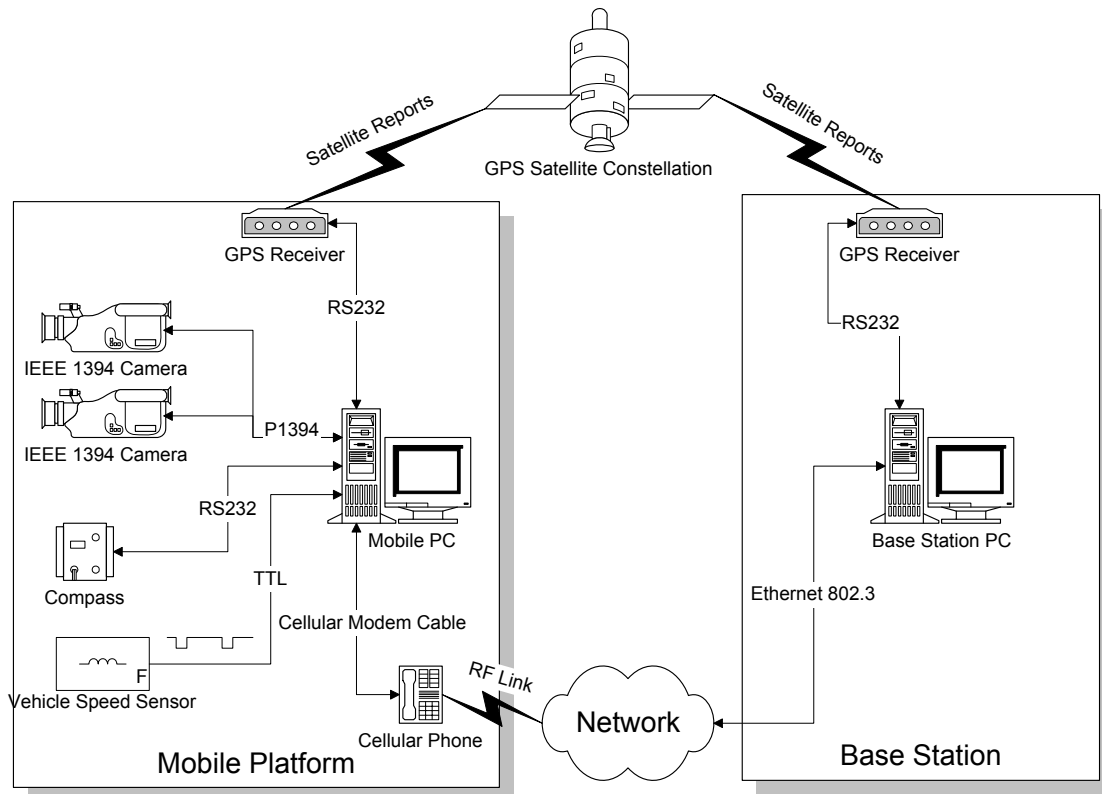 Satellite Reports
Satellite Reports
GPS Satellite Constellation
GPS Receiver
GPS Receiver
RS232
RS232
IEEE 1394 Camera
IEEE 1394 Camera
P1394
RS232
Mobile PC
Base Station PC
Compass
TTL
Ethernet 802.3
Cellular Modem Cable
F
Vehicle Speed Sensor
RF Link
Network
Cellular Phone
Mobile Platform
Base Station